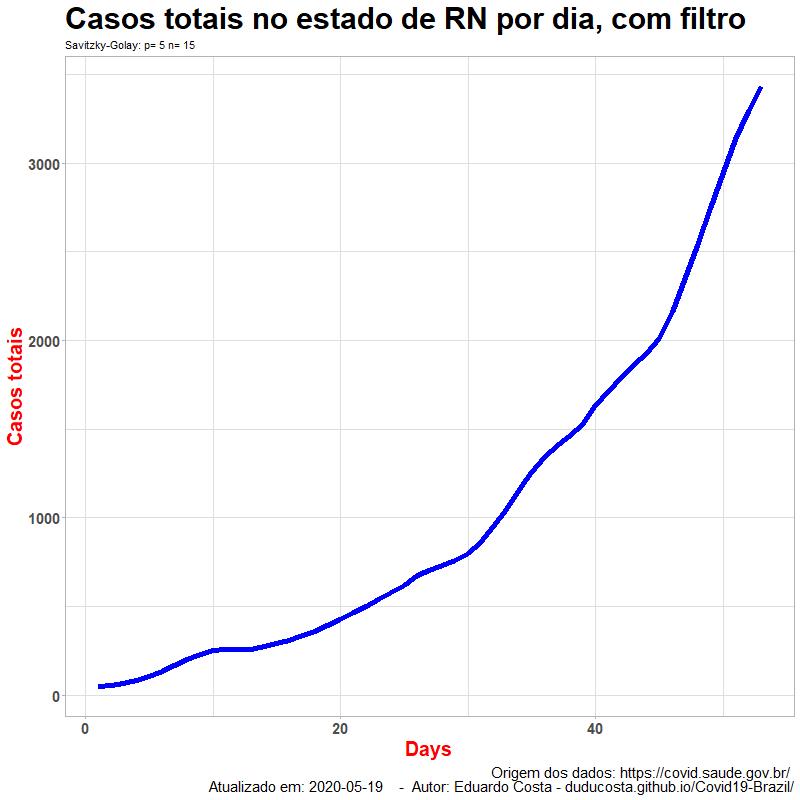 Casos totais no estado de RN por dia, com filtro
Savitzky-Golay: p= 5 n= 15
Casos totais
3000
2000
1000
0
0 20 40
Days
Origem dos dados: https://covid.saude.gov.br/
Atualizado em: 2020-05-19 - Autor: Eduardo Costa - duducosta.github.io/Covid19-Brazil/